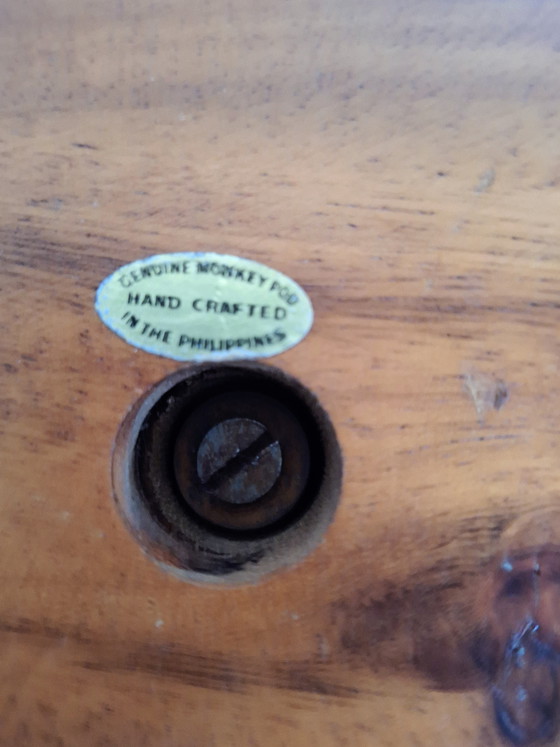 GENUINE MONKEY POD
HAND CRAFTED
IN THE PHILIPPINES